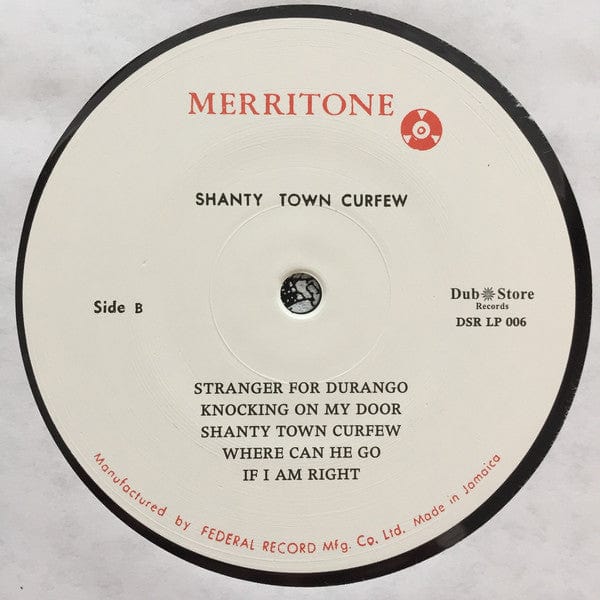 MERRITONE
SHANTY TOWN CURFEW
Side B
Dub Store
Records
DSR LP 006
STRANGER FOR DURANGO
KNOCKING ON MY DOOR
SHANTY TOWN CURFEW
WHERE CAN HE GO
IF I AM RIGHT
Manufactured by FEDERAL RECORD Mfg. Co. Ltd. Made in Jamaica